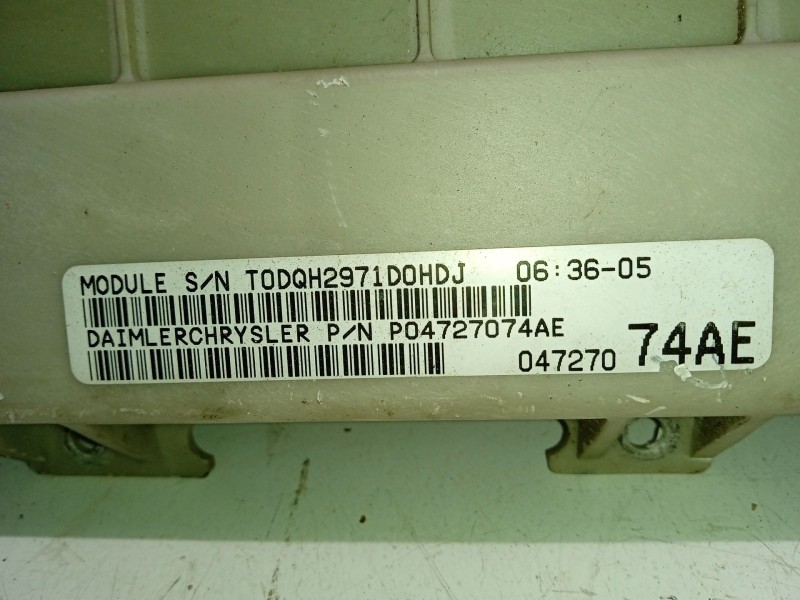 MODULE S/N T0DQH2971D0HDJ 06:36-05
DAIMLERCHRYSLER P/N P04727074AE
047270 74AE